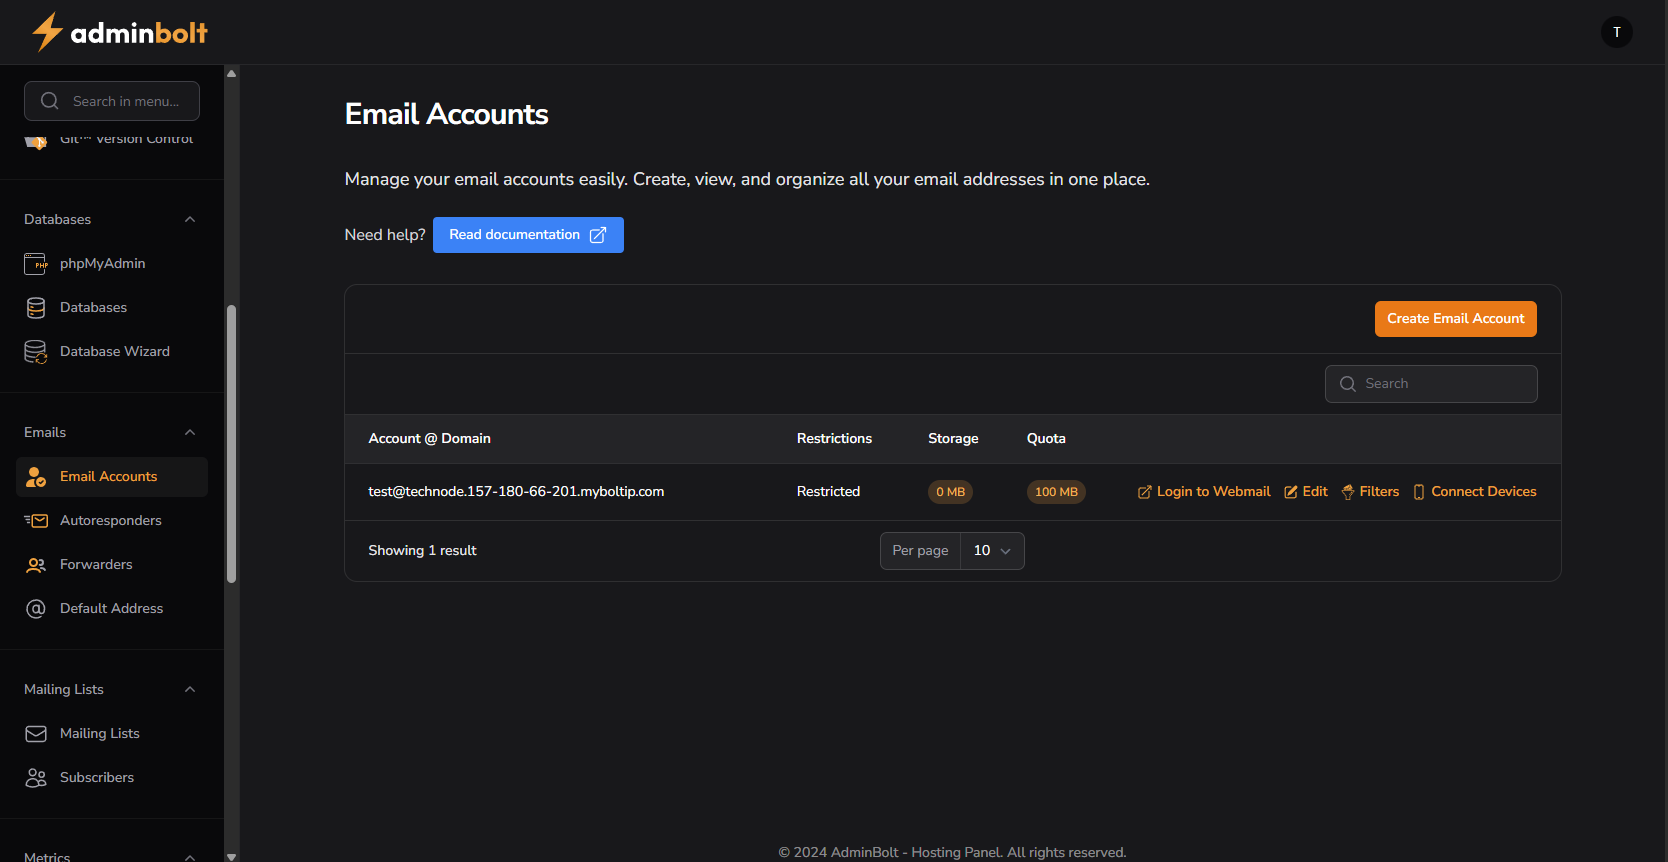 adminbolt
T
Search in menu...
Git™ Version Control
Databases
phpMyAdmin
Databases
Database Wizard
Emails
Email Accounts
Autoresponders
Forwarders
Default Address
Mailing Lists
Mailing Lists
Subscribers
Metrics
Email Accounts
Manage your email accounts easily. Create, view, and organize all your email addresses in one place.
Need help? Read documentation
Create Email Account
Search
Account @ Domain Restrictions Storage Quota
test@technode.157-180-66-201.myboltip.com Restricted 0 MB 100 MB Login to Webmail Edit Filters Connect Devices
Showing 1 result Per page 10
© 2024 AdminBolt - Hosting Panel. All rights reserved.